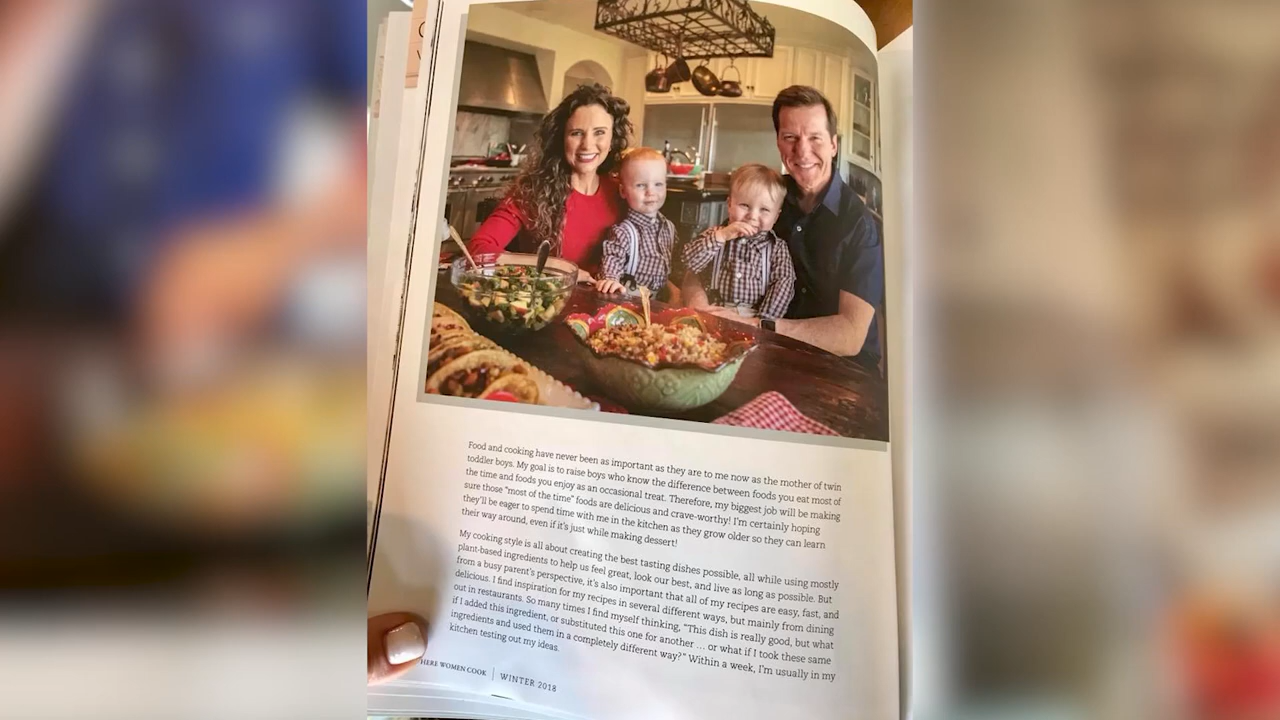 Food and cooking have never been as important as they are to me now as the mother of twin
toddler boys. My goal is to raise boys who know the difference between foods you eat most of
the time and foods you enjoy as an occasional treat. Therefore, my biggest job will be making
sure those “most of the time” foods are delicious and crave-worthy! I’m certainly hoping
they’ll be eager to spend time with me in the kitchen as they grow older so they can learn
their way around, even if it’s just while making dessert!
My cooking style is all about creating the best tasting dishes possible, all while using mostly
plant-based ingredients to help us feel great, look our best, and live as long as possible. But
from a busy parent’s perspective, it’s also important that all of my recipes are easy, fast, and
delicious. I find inspiration for my recipes in several different ways, but mainly from dining
out in restaurants. So many times I find myself thinking, “This dish is really good, but what
if I added this ingredient, or substituted this one for another ... or what if I took these same
ingredients and used them in a completely different way?” Within a week, I’m usually in my
kitchen testing out my ideas.
HERE WOMEN COOK | WINTER 2018